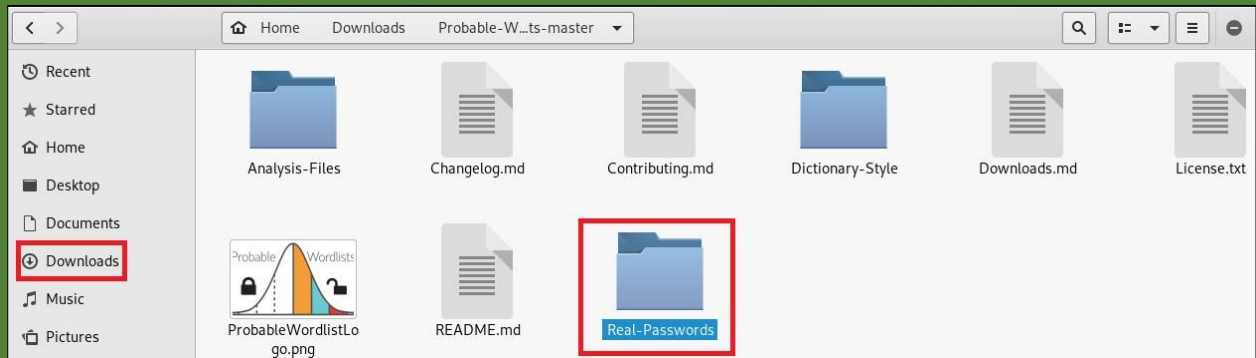 Home Downloads Probable-W...ts-master
Recent
Starred
Home
Desktop
Documents
Downloads
Music
Pictures
Analysis-Files
Changelog.md
Contributing.md
Dictionary-Style
Downloads.md
License.txt
Probable Wordlists
ProbableWordlistLo
go.png
README.md
Real-Passwords